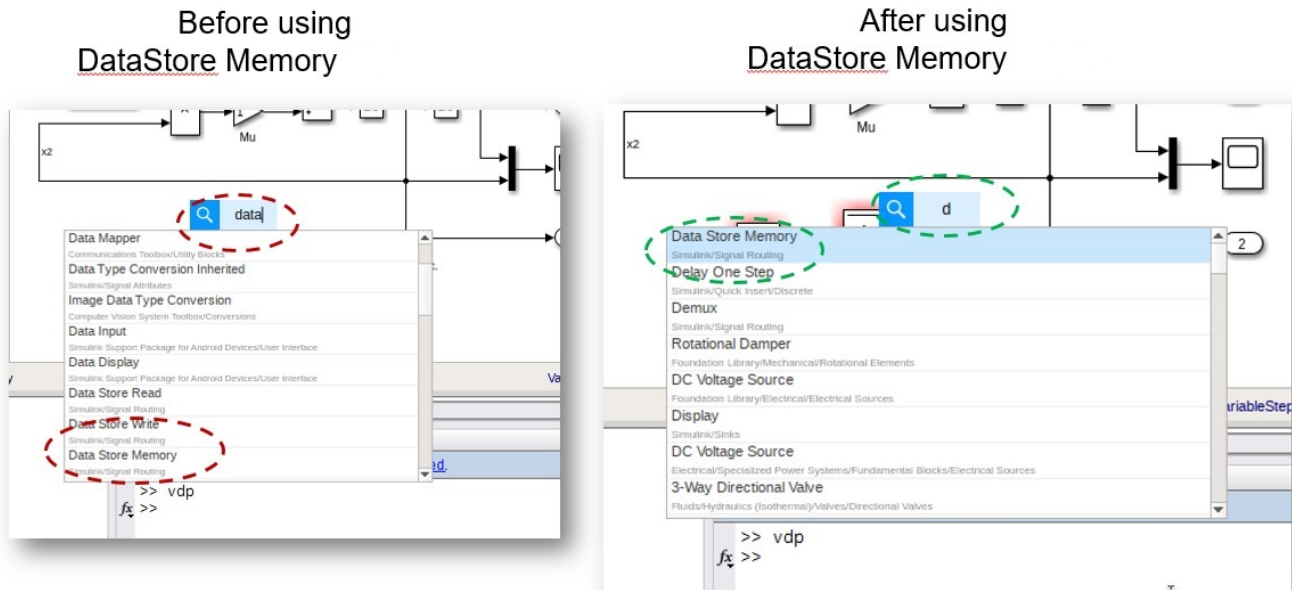 Before using
DataStore Memory
Mu
x2
data
Data Mapper
Communications Toolbox/Utility Blocks
Data Type Conversion Inherited
Simulink/Signal Attributes
Image Data Type Conversion
Computer Vision System Toolbox/Conversions
Data Input
Simulink Support Package for Android Devices/User Interface
Data Display
Simulink Support Package for Android Devices/User Interface
Data Store Read
Simulink/Signal Routing
Data Store Write
Simulink/Signal Routing
Data Store Memory
Simulink/Signal Routing
Va
ed.
>> vdp
fx >>
After using
DataStore Memory
Mu
x2
d
2
Data Store Memory
Simulink/Signal Routing
Delay One Step
Simulink/Quick Insert/Discrete
Demux
Simulink/Signal Routing
Rotational Damper
Foundation Library/Mechanical/Rotational Elements
DC Voltage Source
Foundation Library/Electrical/Electrical Sources
Display
Simulink/Sinks
DC Voltage Source
Electrical/Specialized Power Systems/Fundamental Blocks/Electrical Sources
3-Way Directional Valve
Fluids/Hydraulics (Isothermal)/Valves/Directional Valves
ariableStep
>> vdp
fx >>